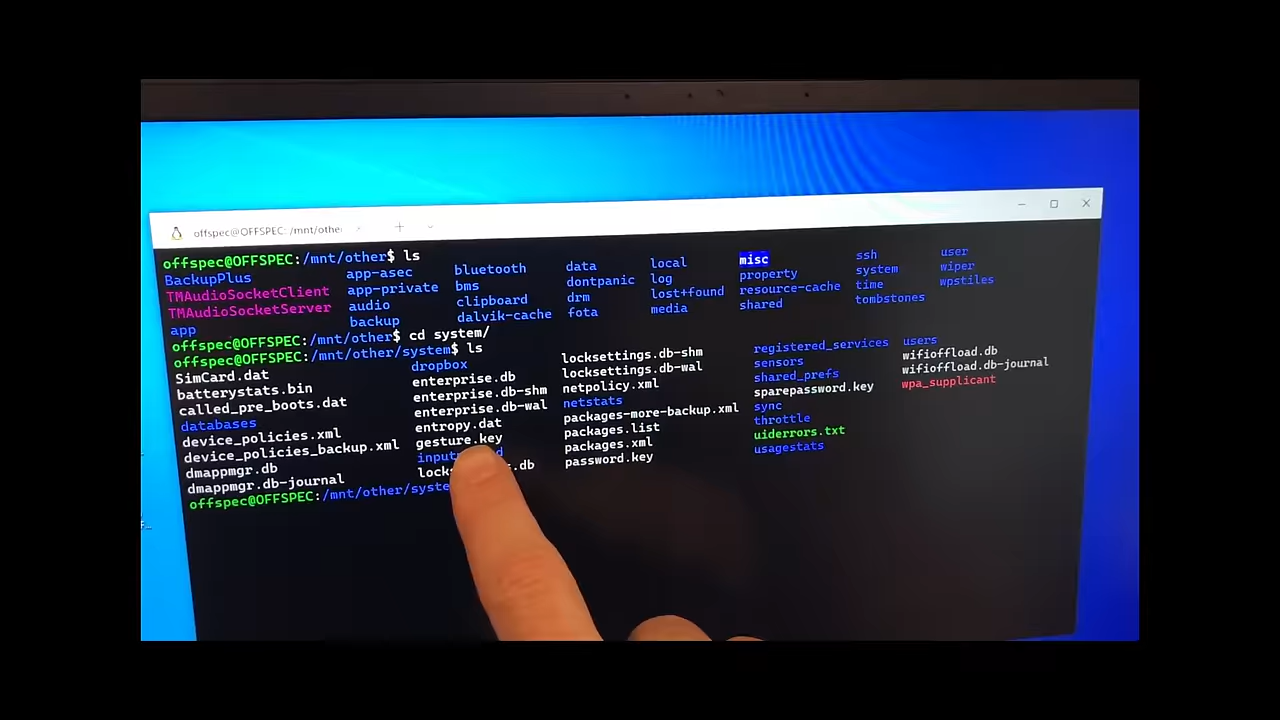 offspec@OFFSPEC: /mnt/othe
offspec@OFFSPEC:/mnt/other$ ls
BackupPlus app-asec bluetooth data local misc ssh user
TMAudioSocketClient app-private bms dontpanic log property system wiper
TMAudioSocketServer audio clipboard drm lost+found resource-cache time wpstiles
app backup dalvik-cache fota media shared tombstones
offspec@OFFSPEC:/mnt/other$ cd system/
offspec@OFFSPEC:/mnt/other/system$ ls
SimCard.dat dropbox locksettings.db-shm registered_services users
batterystats.bin enterprise.db locksettings.db-wal sensors wifioffload.db
called_pre_boots.dat enterprise.db-shm netpolicy.xml shared_prefs wifioffload.db-journal
databases enterprise.db-wal netstats sparepassword.key wpa_supplicant
device_policies.xml entropy.dat packages-more-backup.xml sync
device_policies_backup.xml gesture.key packages.list throttle
dmappmgr.db packages.xml uiderrors.txt
dmappmgr.db-journal password.key usagestats
offspec@OFFSPEC:/mnt/other/syste